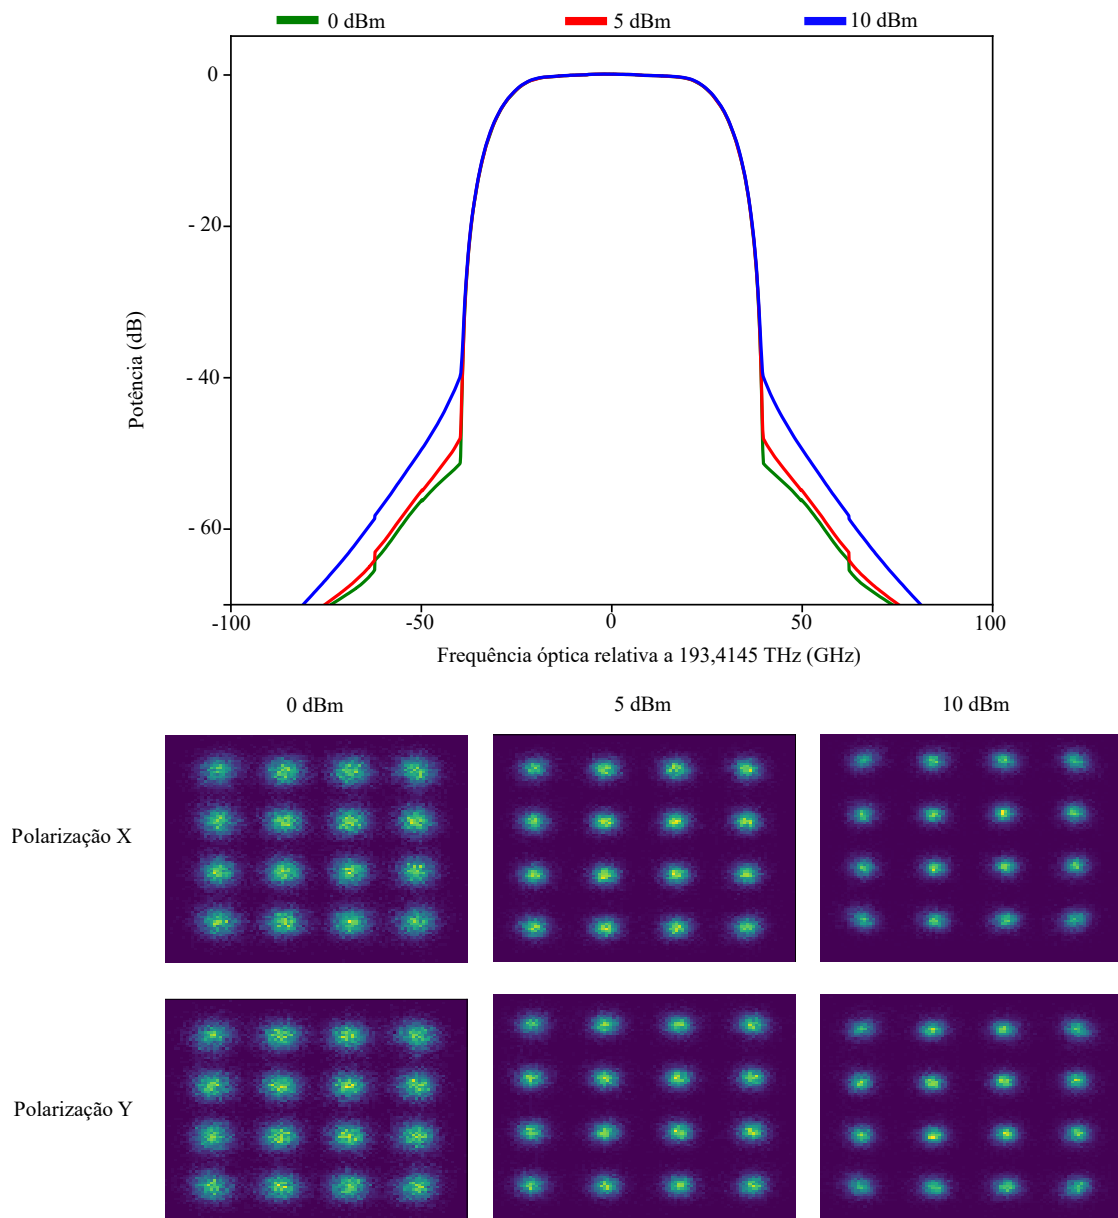 0 dBm 5 dBm 10 dBm
0
- 20
- 40
- 60
Potência (dB)
-100 -50 0 50 100
Frequência óptica relativa a 193,4145 THz (GHz)
0 dBm 5 dBm 10 dBm
Polarização X
Polarização Y